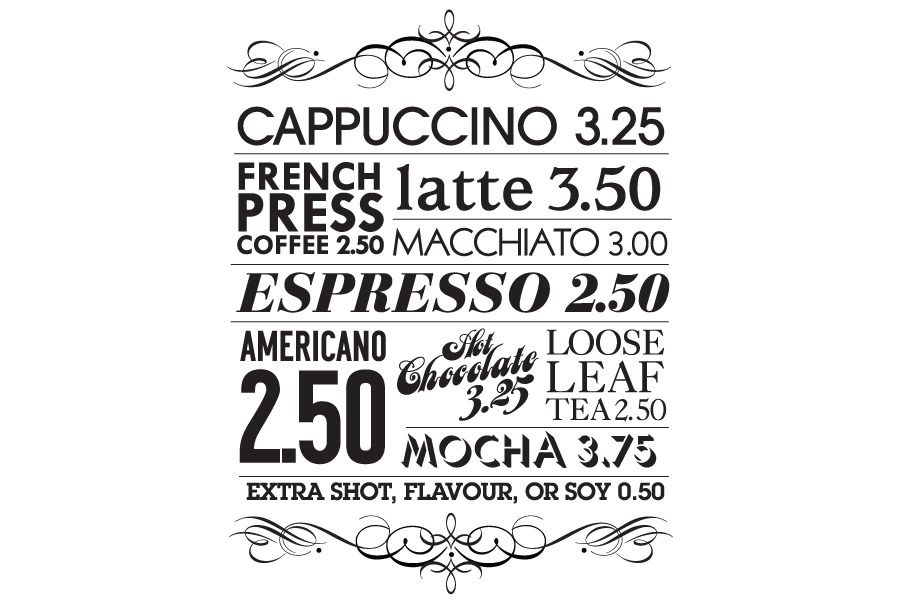 CAPPUCCINO 3.25
FRENCH
PRESS
COFFEE 2.50
latte 3.50
MACCHIATO 3.00
ESPRESSO 2.50
AMERICANO
2.50
Hot
Chocolate
3.25
LOOSE
LEAF
TEA 2.50
MOCHA 3.75
EXTRA SHOT, FLAVOUR, OR SOY 0.50